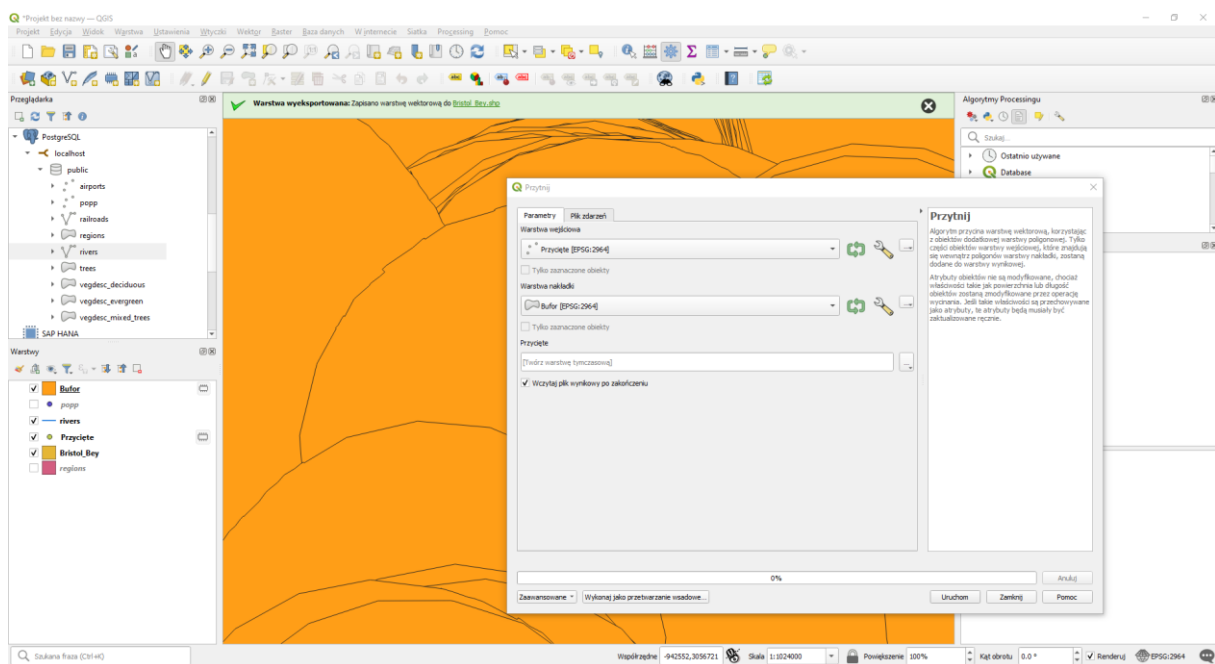 *Projekt bez nazwy — QGIS
Projekt Edycja Widok Warstwa Ustawienia Wtyczki Wektor Raster Baza danych W internecie Siatka Processing Pomoc
Przeglądarka
PostgreSQL
localhost
public
airports
popp
railroads
regions
rivers
trees
vegdesc_deciduous
vegdesc_evergreen
vegdesc_mixed_trees
SAP HANA
Warstwy
Bufor
popp
rivers
Przycięte
Bristol_Bey
regions
Warstwa wyeksportowana: Zapisano warstwę wektorową do Bristol_Bey.shp
Algorytmy Processingu
Szukaj...
Ostatnio używane
Database
Przytnij
Parametry Plik zdarzeń
Warstwa wejściowa
Przycięte [EPSG:2964]
Tylko zaznaczone obiekty
Warstwa nakładki
Bufor [EPSG:2964]
Tylko zaznaczone obiekty
Przycięte
[Twórz warstwę tymczasową]
Wczytaj plik wynikowy po zakończeniu
Przytnij
Algorytm przycina warstwę wektorową, korzystając
z obiektów dodatkowej warstwy poligonowej. Tylko
części obiektów warstwy wejściowej, które znajdują
się wewnątrz poligonów warstwy nakładki, zostaną
dodane do warstwy wynikowej.
Atrybuty obiektów nie są modyfikowane, chociaż
właściwości takie jak powierzchnia lub długość
obiektów zostaną zmodyfikowane przez operację
wycinania. Jeśli takie właściwości są przechowywane
jako atrybuty, te atrybuty będą musiały być
zaktualizowane ręcznie.
0%
Anuluj
Zaawansowane Wykonaj jako przetwarzanie wsadowe...
Uruchom Zamknij Pomoc
Szukana fraza (Ctrl+K)
Współrzędne -942552,3056721 Skala 1:1024000 Powiększenie 100% Kąt obrotu 0.0 ° Renderuj EPSG:2964